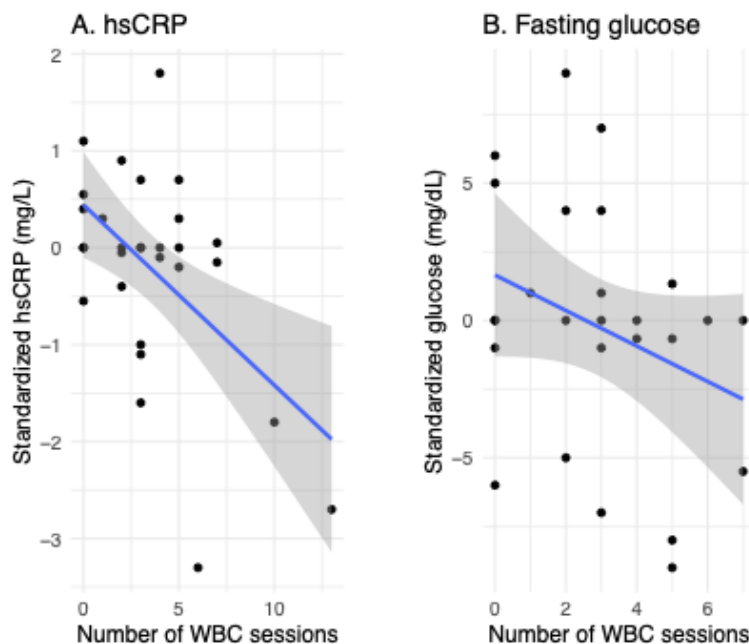 A. hsCRP
Standardized hsCRP (mg/L)
2
1
0
−1
−2
−3
0
5
10
Number of WBC sessions
B. Fasting glucose
Standardized glucose (mg/dL)
5
0
−5
0
2
4
6
Number of WBC sessions